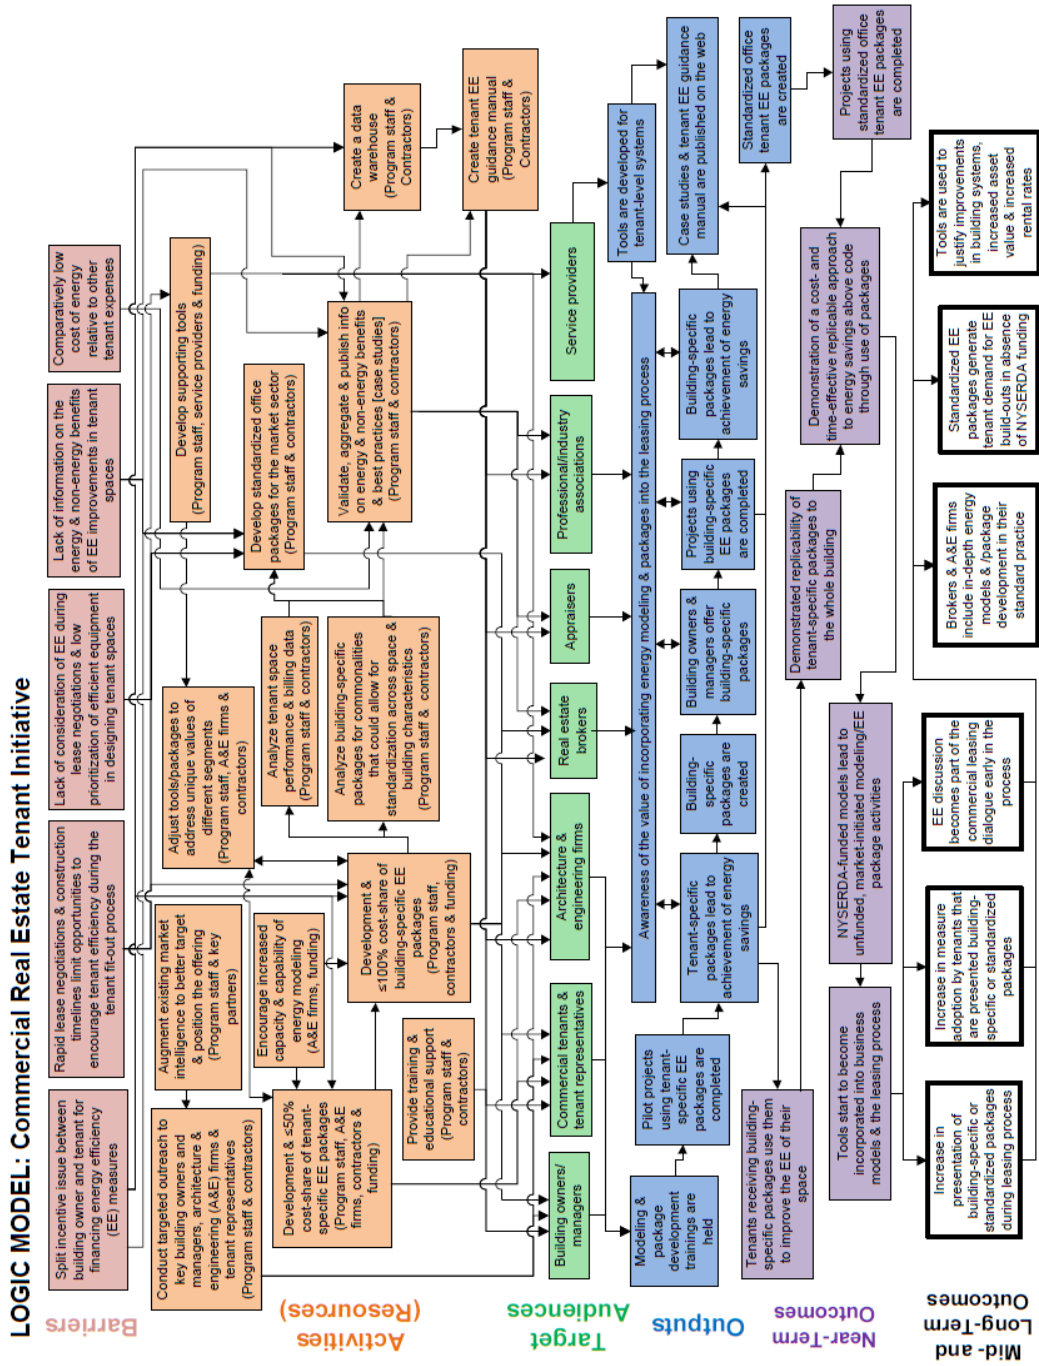 LOGIC MODEL: Commercial Real Estate Tenant Initiative
Barriers
Split incentive issue between
building owner and tenant for
financing energy efficiency
(EE) measures
Rapid lease negotiations & construction
timelines limit opportunities to
encourage tenant efficiency during the
tenant fit-out process
Lack of consideration of EE during
lease negotiations & low
prioritization of efficient equipment
in designing tenant spaces
Lack of information on the
energy & non-energy benefits
of EE improvements in tenant
spaces
Comparatively low
cost of energy
relative to other
tenant expenses
Activities
(Resources)
Conduct targeted outreach to
key building owners and
managers, architecture &
engineering (A&E) firms &
tenant representatives
(Program staff & contractors)
Augment existing market
intelligence to better target
& position the offering
(Program staff & key
partners)
Adjust tools/packages to
address unique values of
different segments
(Program staff, A&E firms &
contractors)
Develop supporting tools
(Program staff, service providers & funding)
Encourage increased
capacity & capability of
energy modeling
(A&E firms, funding)
Analyze tenant space
performance & billing data
(Program staff & contractors)
Develop standardized office
packages for the market sector
(Program staff & contractors)
Development & ≤50%
cost-share of tenant-
specific EE packages
(Program staff, A&E
firms, contractors &
funding)
Development &
≤100% cost-share of
building-specific EE
packages
(Program staff,
contractors & funding)
Analyze building-specific
packages for commonalities
that could allow for
standardization across space &
building characteristics
(Program staff & contractors)
Validate, aggregate & publish info
on energy & non-energy benefits
& best practices [case studies]
(Program staff & contractors)
Create a data
warehouse
(Program staff &
Contractors)
Provide training &
educational support
(Program staff &
contractors)
Create tenant EE
guidance manual
(Program staff &
Contractors)
Target
Audiences
Building owners/
managers
Commercial tenants &
tenant representatives
Architecture &
engineering firms
Real estate
brokers
Appraisers
Professional/industry
associations
Service providers
Outputs
Awareness of the value of incorporating energy modeling & packages into the leasing process
Tools are developed for
tenant-level systems
Modeling &
package
development
trainings are
held
Pilot projects
using tenant-
specific EE
packages are
completed
Tenant-specific
packages lead to
achievement of energy
savings
Building-
specific
packages are
created
Building owners &
managers offer
building-specific
packages
Projects using
building-specific
EE packages
are completed
Building-specific
packages lead to
achievement of energy
savings
Case studies & tenant EE guidance
manual are published on the web
Standardized office
tenant EE packages
are created
Near-Term
Outcomes
Tenants receiving building-
specific packages use them
to improve the EE of their
space
Demonstrated replicability of
tenant-specific packages to
the whole building
Demonstration of a cost- and
time-effective replicable approach
to energy savings above code
through use of packages
Projects using
standardized office
tenant EE packages
are completed
Tools start to become
incorporated into business
models & the leasing process
NYSERDA-funded models lead to
unfunded, market-initiated modeling/EE
package activities
Mid- and
Long-Term
Outcomes
Increase in
presentation of
building-specific or
standardized packages
during leasing process
Increase in measure
adoption by tenants that
are presented building-
specific or standardized
packages
EE discussion
becomes part of the
commercial leasing
dialogue early in the
process
Brokers & A&E firms
include in-depth energy
models & /package
development in their
standard practice
Standardized EE
packages generate
tenant demand for EE
build-outs in absence
of NYSERDA funding
Tools are used to
justify improvements
in building systems,
increased asset
value & increased
rental rates